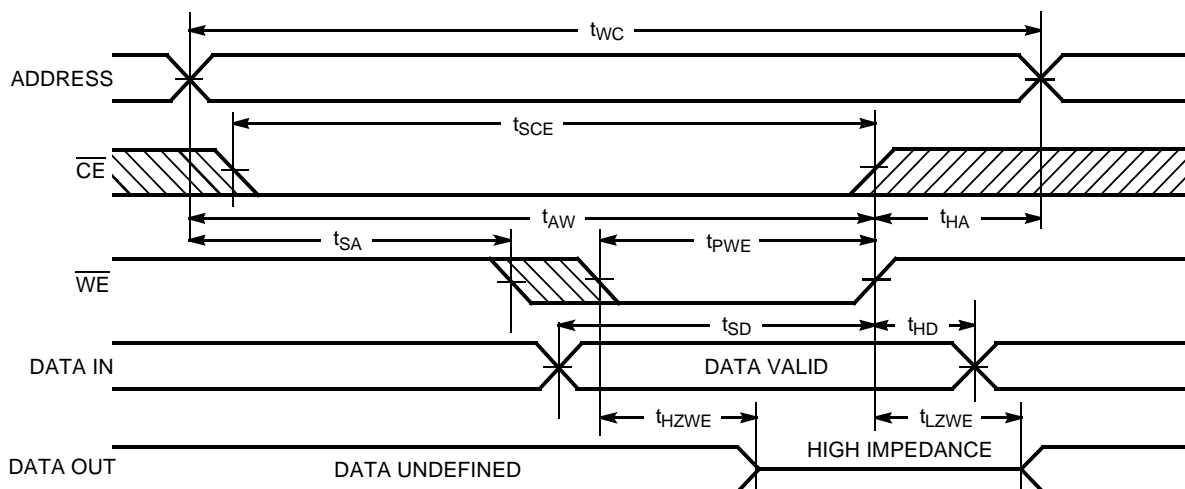 tWC
ADDRESS
tSCE
CE
tAW
tHA
tSA
tPWE
WE
tSD
tHD
DATA IN
DATA VALID
tHZWE
tLZWE
HIGH IMPEDANCE
DATA OUT
DATA UNDEFINED